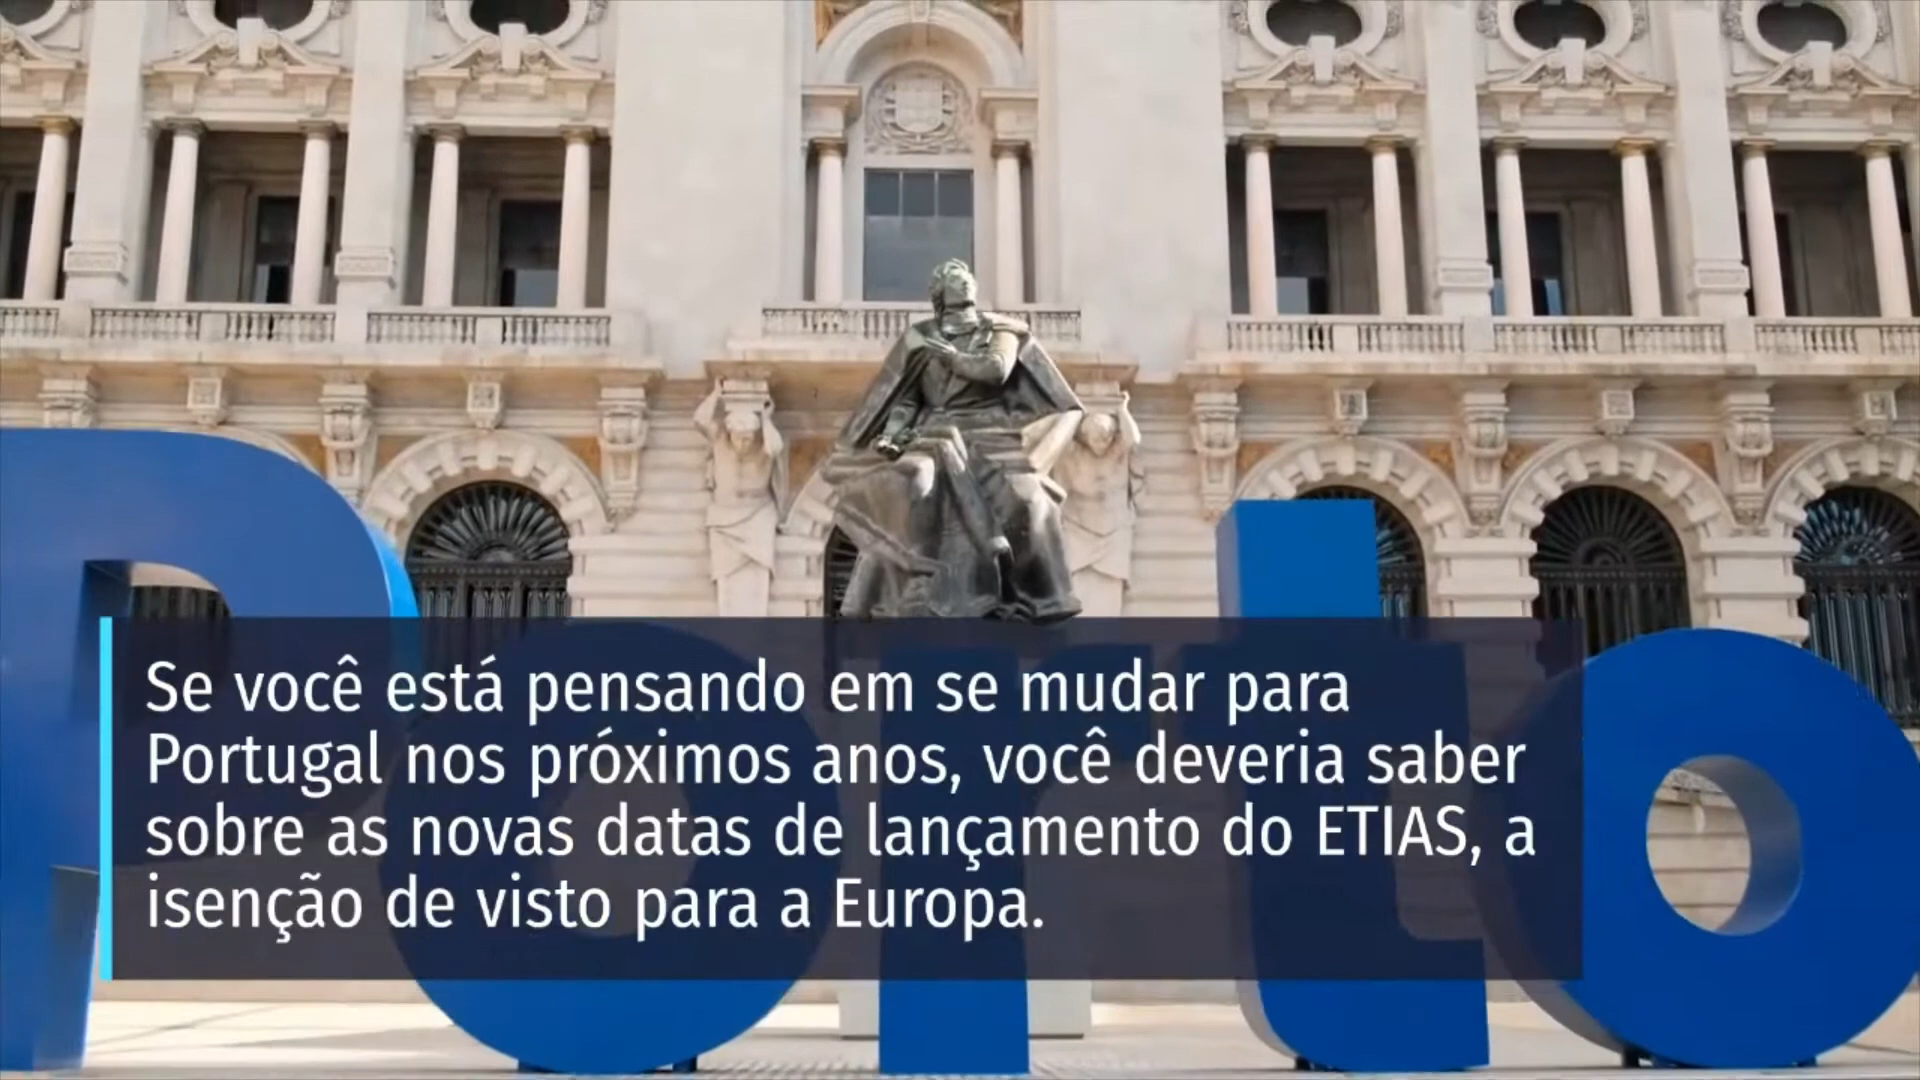 Porto
Se você está pensando em se mudar para
Portugal nos próximos anos, você deveria saber
sobre as novas datas de lançamento do ETIAS, a
isenção de visto para a Europa.